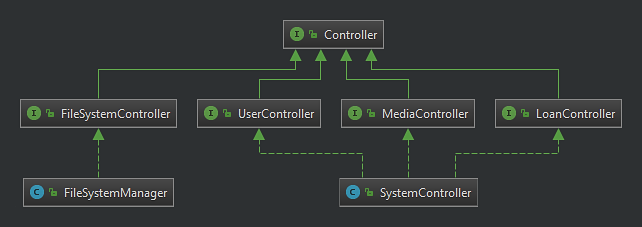 I Controller
I FileSystemController
I UserController
I MediaController
I LoanController
C FileSystemManager
C SystemController